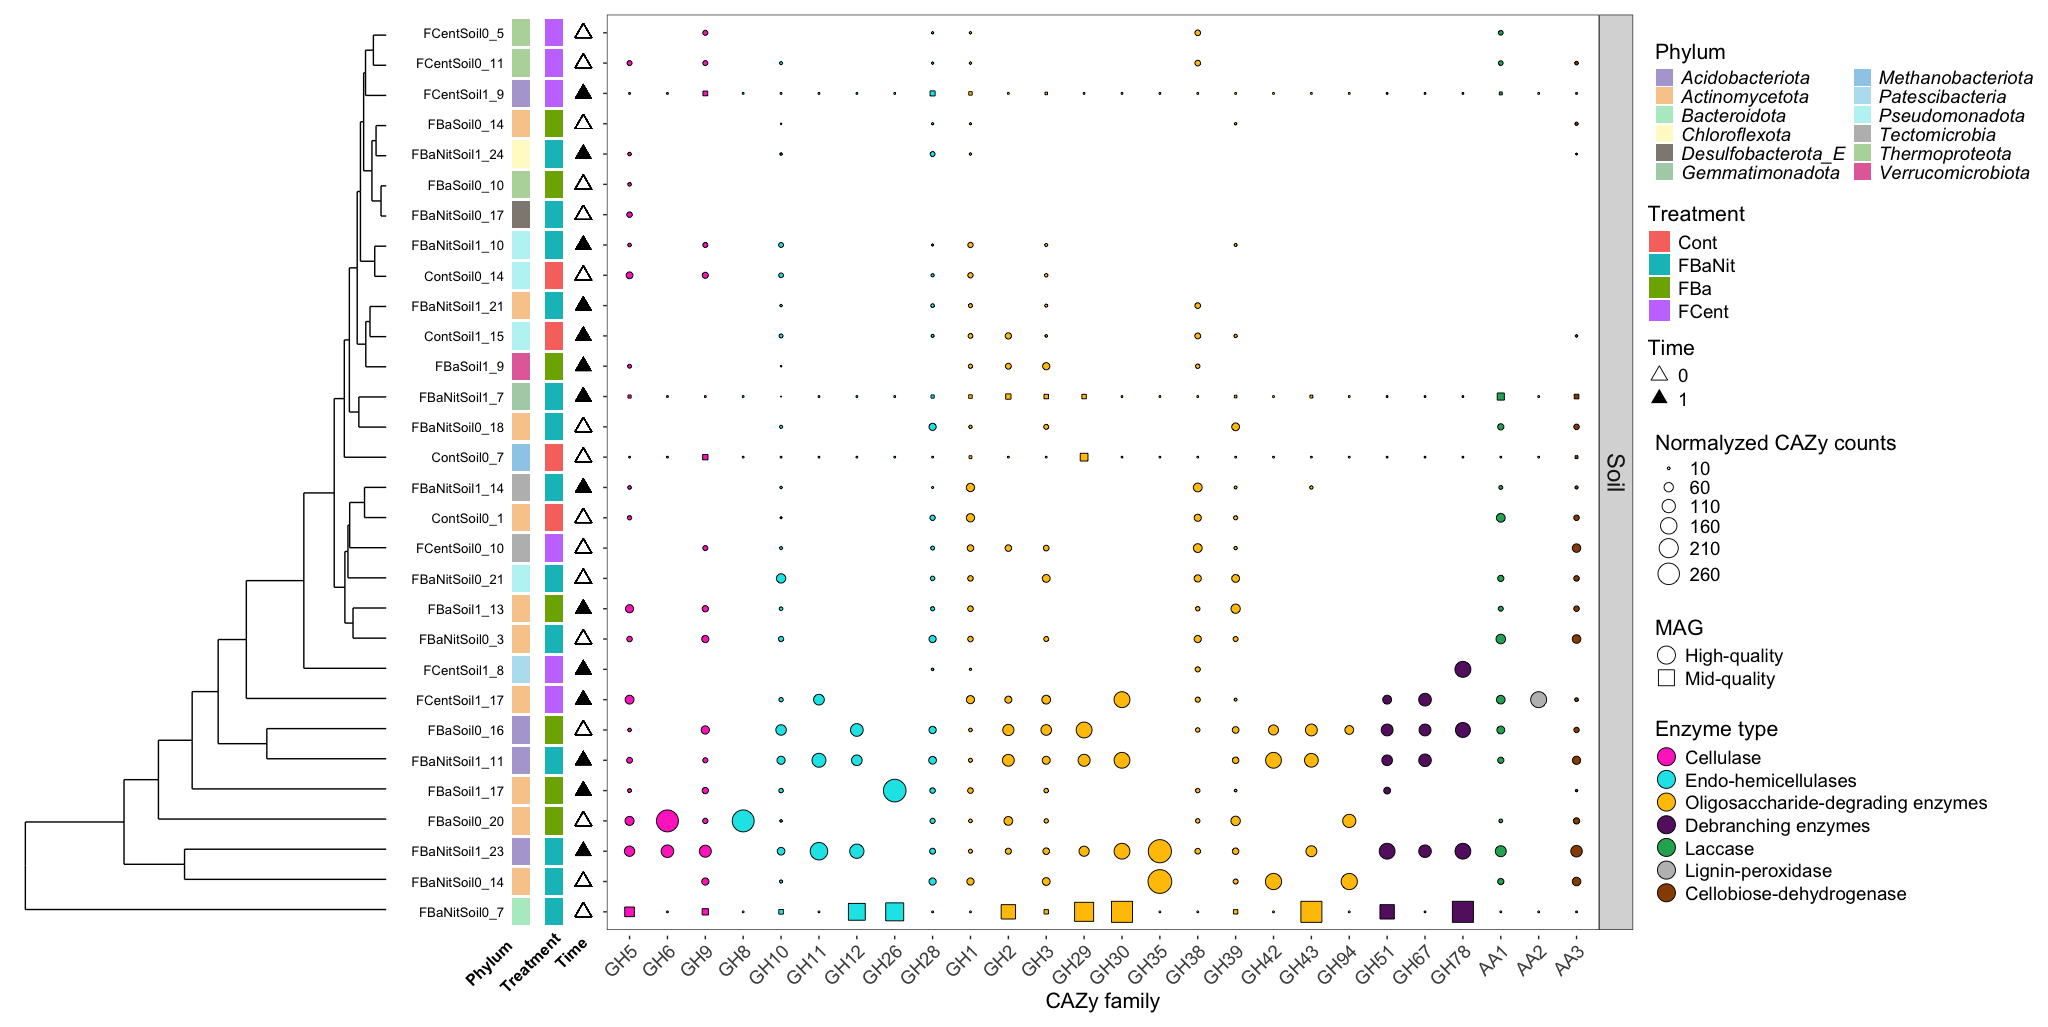 FCentSoil0_5
FCentSoil0_11
FCentSoil1_9
FBaSoil0_14
FBaNitSoil1_24
FBaSoil0_10
FBaNitSoil0_17
FBaNitSoil1_10
ContSoil0_14
FBaNitSoil1_21
ContSoil1_15
FBaSoil1_9
FBaNitSoil1_7
FBaNitSoil0_18
ContSoil0_7
FBaNitSoil1_14
ContSoil0_1
FCentSoil0_10
FBaNitSoil0_21
FBaSoil1_13
FBaNitSoil0_3
FCentSoil1_8
FCentSoil1_17
FBaSoil0_16
FBaNitSoil1_11
FBaSoil1_17
FBaSoil0_20
FBaNitSoil1_23
FBaNitSoil0_14
FBaNitSoil0_7
Phylum Treatment Time GH5 GH6 GH9 GH8 GH10 GH11 GH12 GH26 GH28 GH1 GH2 GH3 GH29 GH30 GH35 GH38 GH39 GH42 GH43 GH94 GH51 GH67 GH78 AA1 AA2 AA3
CAZy family
Soil
Phylum
Acidobacteriota Methanobacteriota
Actinomycetota Patescibacteria
Bacteroidota Pseudomonadota
Chloroflexota Tectomicrobia
Desulfobacterota_E Thermoproteota
Gemmatimonadota Verrucomicrobiota
Treatment
Cont
FBaNit
FBa
FCent
Time
0
1
Normalized CAZy counts
10
60
110
160
210
260
MAG
High-quality
Mid-quality
Enzyme type
Cellulase
Endo-hemicellulases
Oligosaccharide-degrading enzymes
Debranching enzymes
Laccase
Lignin-peroxidase
Cellobiose-dehydrogenase